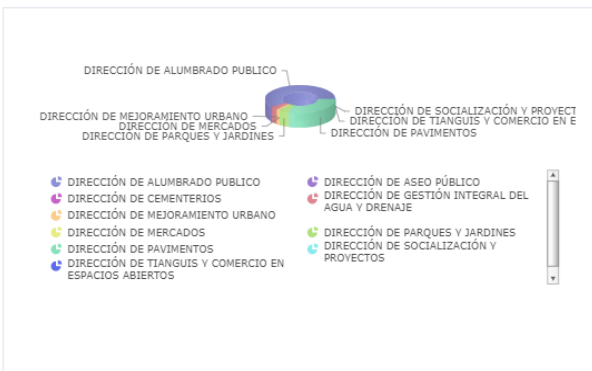 DIRECCIÓN DE ALUMBRADO PUBLICO
DIRECCIÓN DE MEJORAMIENTO URBANO
DIRECCIÓN DE MERCADOS
DIRECCIÓN DE PARQUES Y JARDINES
DIRECCIÓN DE SOCIALIZACIÓN Y PROYECT
DIRECCIÓN DE TIANGUIS Y COMERCIO EN E
DIRECCIÓN DE PAVIMENTOS
DIRECCIÓN DE ALUMBRADO PUBLICO
DIRECCIÓN DE ASEO PÚBLICO
DIRECCIÓN DE CEMENTERIOS
DIRECCIÓN DE GESTIÓN INTEGRAL DEL
AGUA Y DRENAJE
DIRECCIÓN DE MEJORAMIENTO URBANO
DIRECCIÓN DE MERCADOS
DIRECCIÓN DE PARQUES Y JARDINES
DIRECCIÓN DE PAVIMENTOS
DIRECCIÓN DE SOCIALIZACIÓN Y
PROYECTOS
DIRECCIÓN DE TIANGUIS Y COMERCIO EN
ESPACIOS ABIERTOS